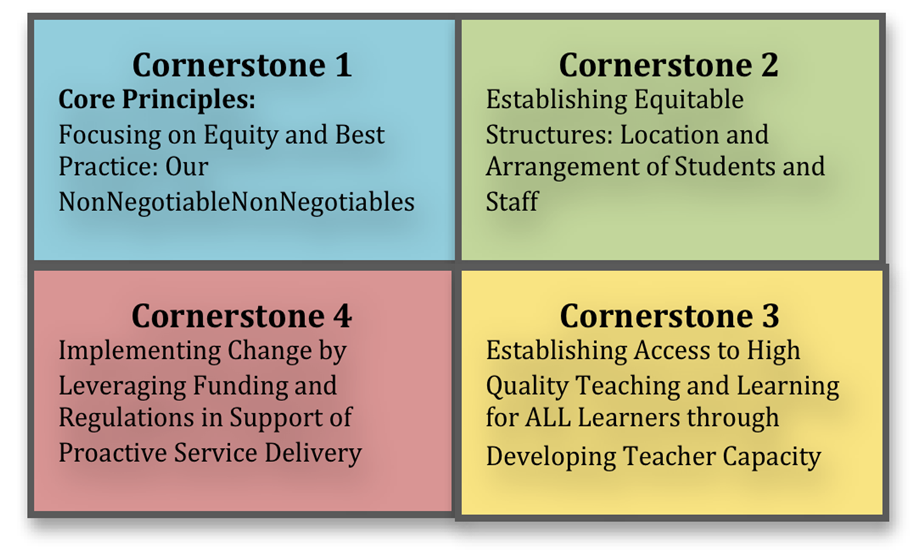 Cornerstone 1
Core Principles:
Focusing on Equity and Best
Practice: Our
NonNegotiableNonNegotiables
Cornerstone 2
Establishing Equitable
Structures: Location and
Arrangement of Students and
Staff
Cornerstone 4
Implementing Change by
Leveraging Funding and
Regulations in Support of
Proactive Service Delivery
Cornerstone 3
Establishing Access to High
Quality Teaching and Learning
for ALL Learners through
Developing Teacher Capacity